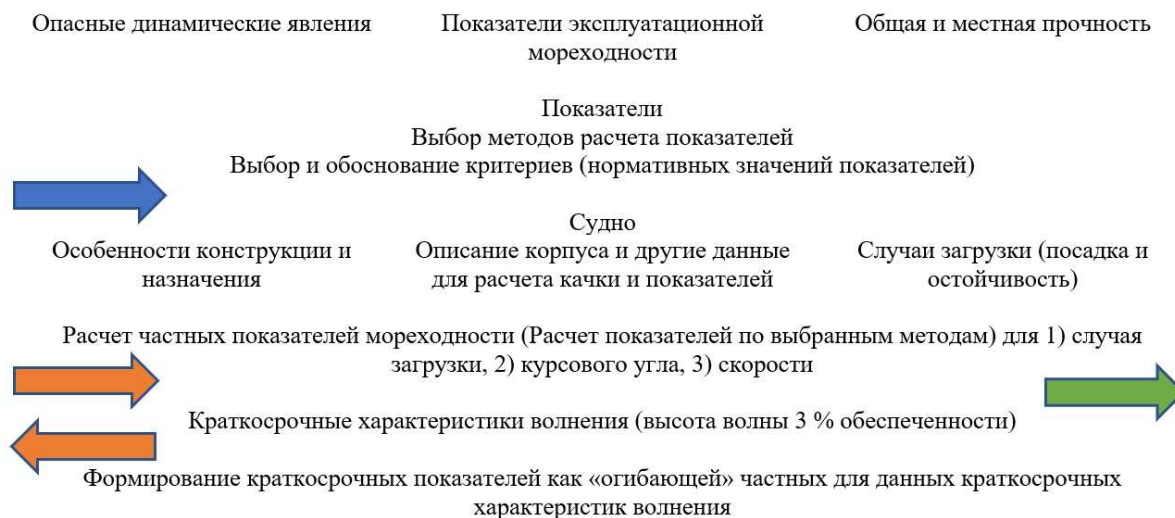 Опасные динамические явления
Показатели эксплуатационной
мореходности
Общая и местная прочность
Показатели
Выбор методов расчета показателей
Выбор и обоснование критериев (нормативных значений показателей)
Судно
Особенности конструкции и
назначения
Описание корпуса и другие данные
для расчета качки и показателей
Случаи загрузки (посадка и
остойчивость)
Расчет частных показателей мореходности (Расчет показателей по выбранным методам) для 1) случая
загрузки, 2) курсового угла, 3) скорости
Краткосрочные характеристики волнения (высота волны 3 % обеспеченности)
Формирование краткосрочных показателей как «огибающей» частных для данных краткосрочных
характеристик волнения